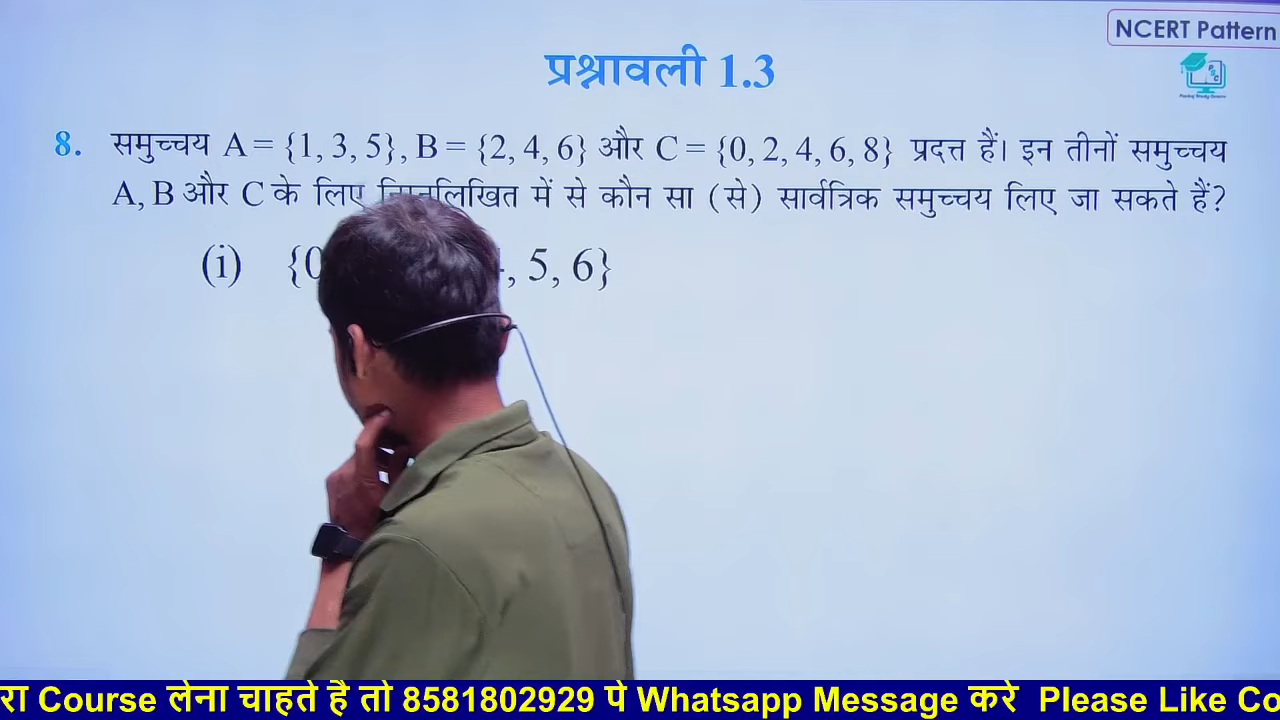 NCERT Pattern
प्रश्नावली 1.3
8. समुच्चय A = {1, 3, 5}, B = {2, 4, 6} और C = {0, 2, 4, 6, 8} प्रदत्त हैं। इन तीनों समुच्चय
A, B और C के लिए निम्नलिखित में से कौन सा (से) सार्वत्रिक समुच्चय लिए जा सकते हैं?
(i) {0 , 5, 6}
रा Course लेना चाहते है तो 8581802929 पे Whatsapp Message करे Please Like Co